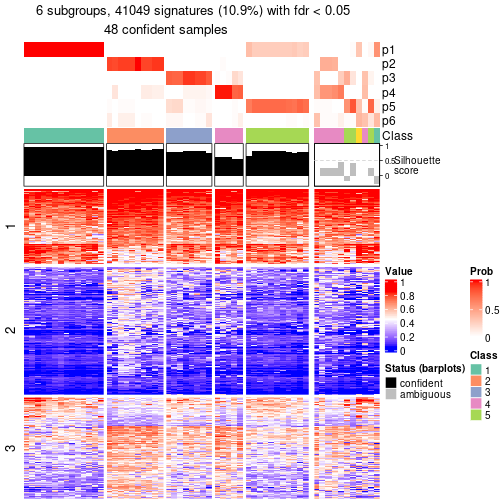 6 subgroups, 41049 signatures (10.9%) with fdr < 0.05
48 confident samples
p1
p2
p3
p4
p5
p6
Class
1
0.5
0
Silhouette
score
1
2
3
Value
1
0.8
0.6
0.4
0.2
0
Prob
1
0.5
0
Status (barplots)
confident
ambiguous
Class
1
2
3
4
5